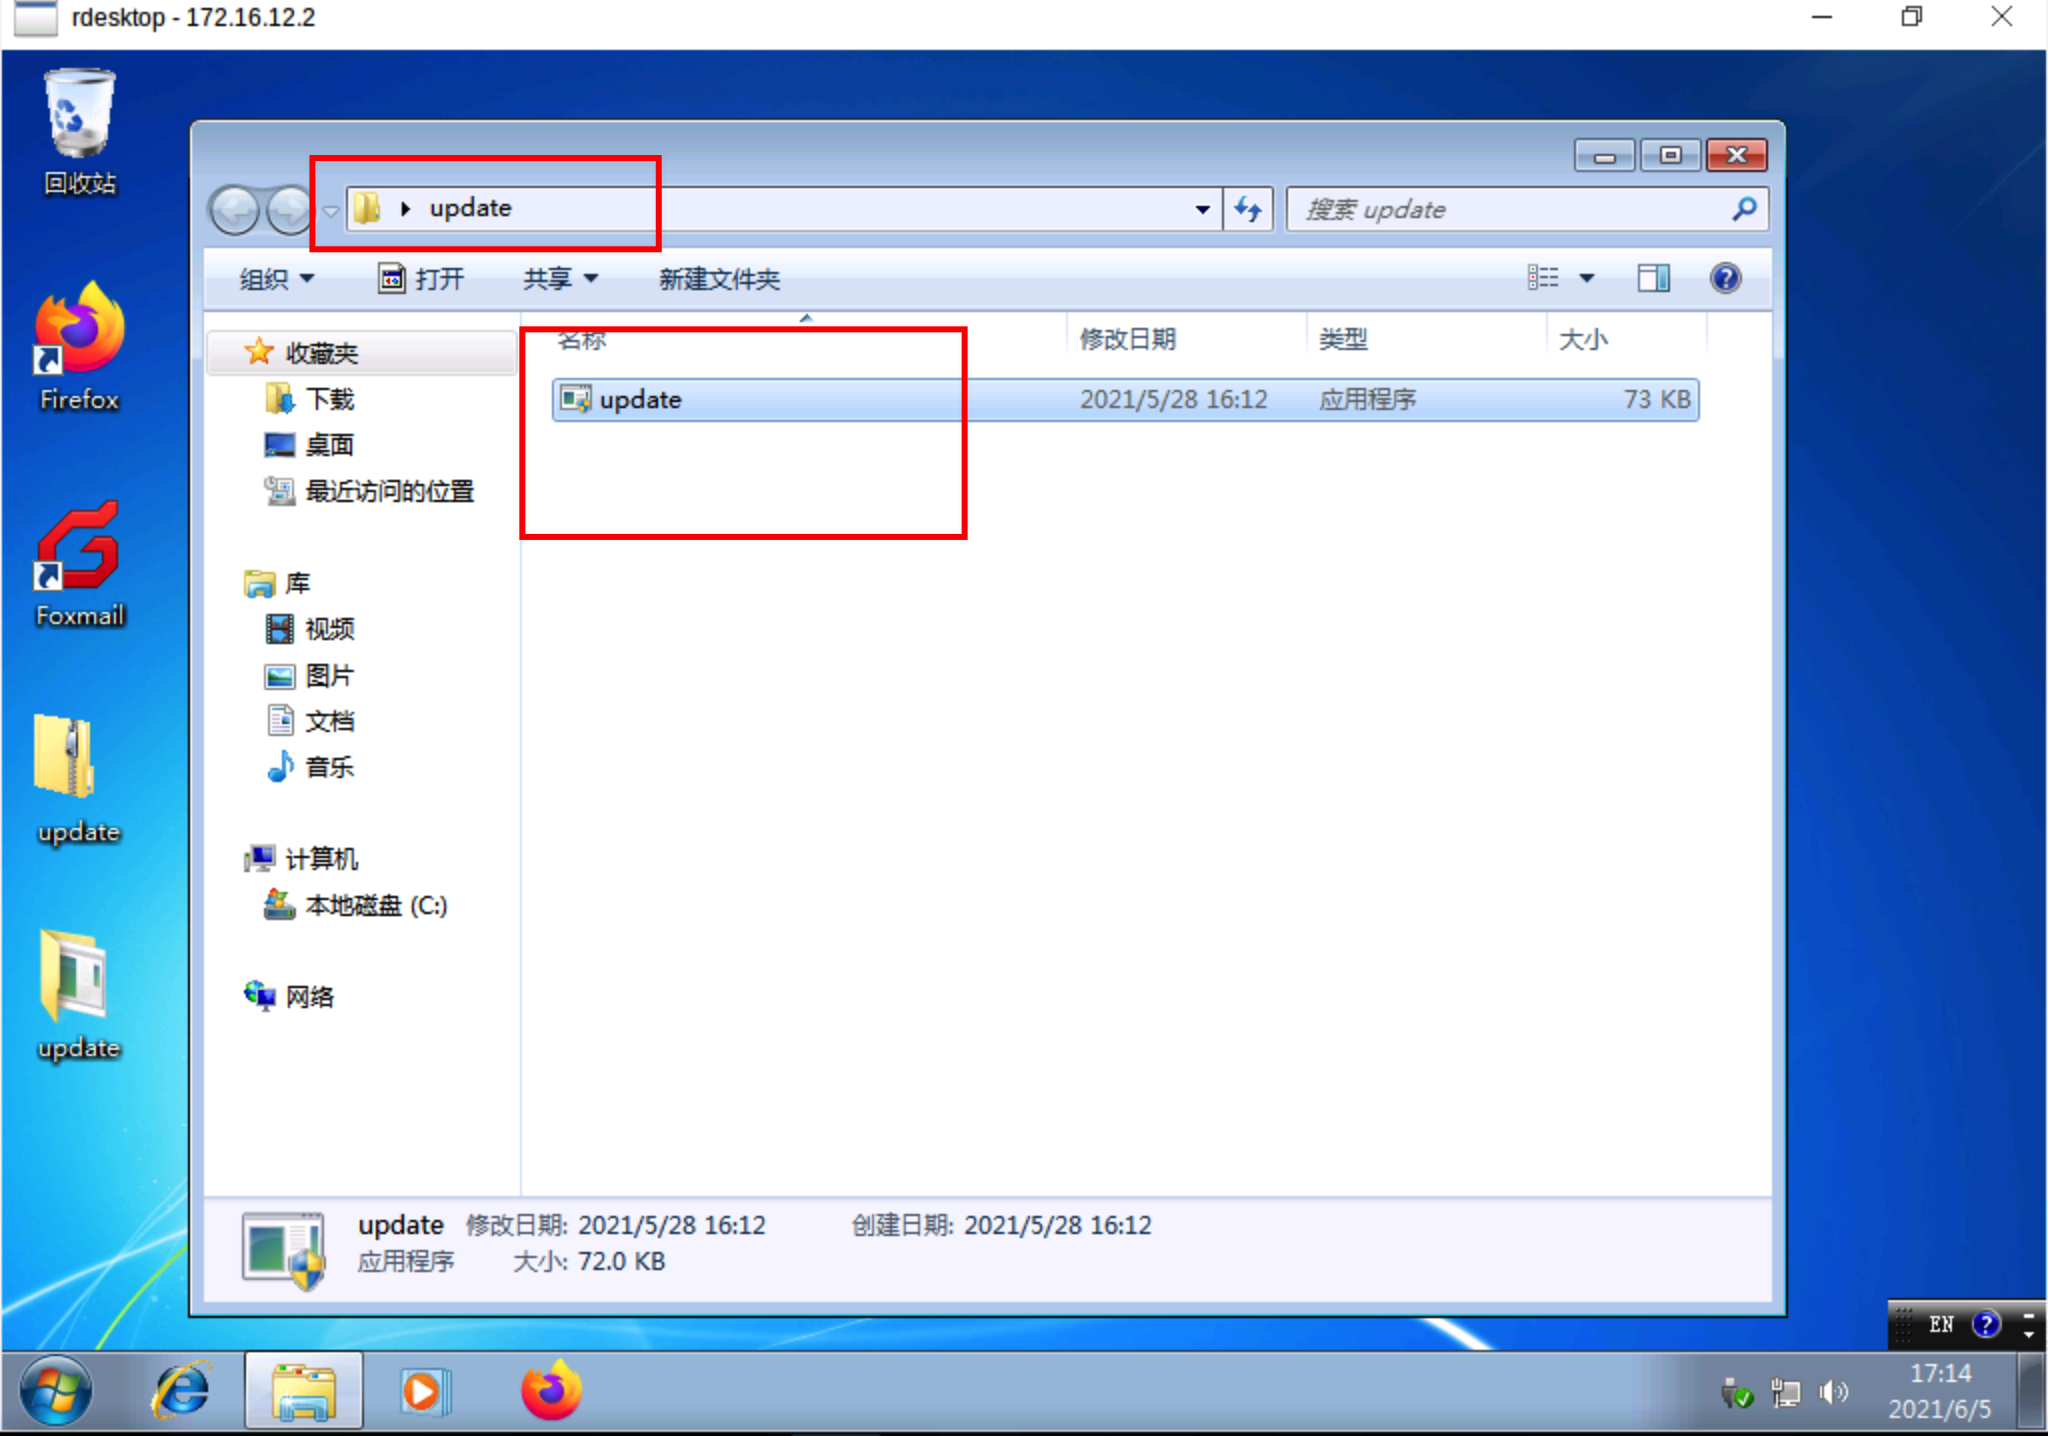 rdesktop - 172.16.12.2
回收站
Firefox
Foxmail
update
update
update
搜索 update
组织
打开
共享
新建文件夹
收藏夹
下载
桌面
最近访问的位置
库
视频
图片
文档
音乐
计算机
本地磁盘 (C:)
网络
名称 修改日期 类型 大小
update 2021/5/28 16:12 应用程序 73 KB
update 修改日期: 2021/5/28 16:12 创建日期: 2021/5/28 16:12
应用程序 大小: 72.0 KB
EN
17:14
2021/6/5